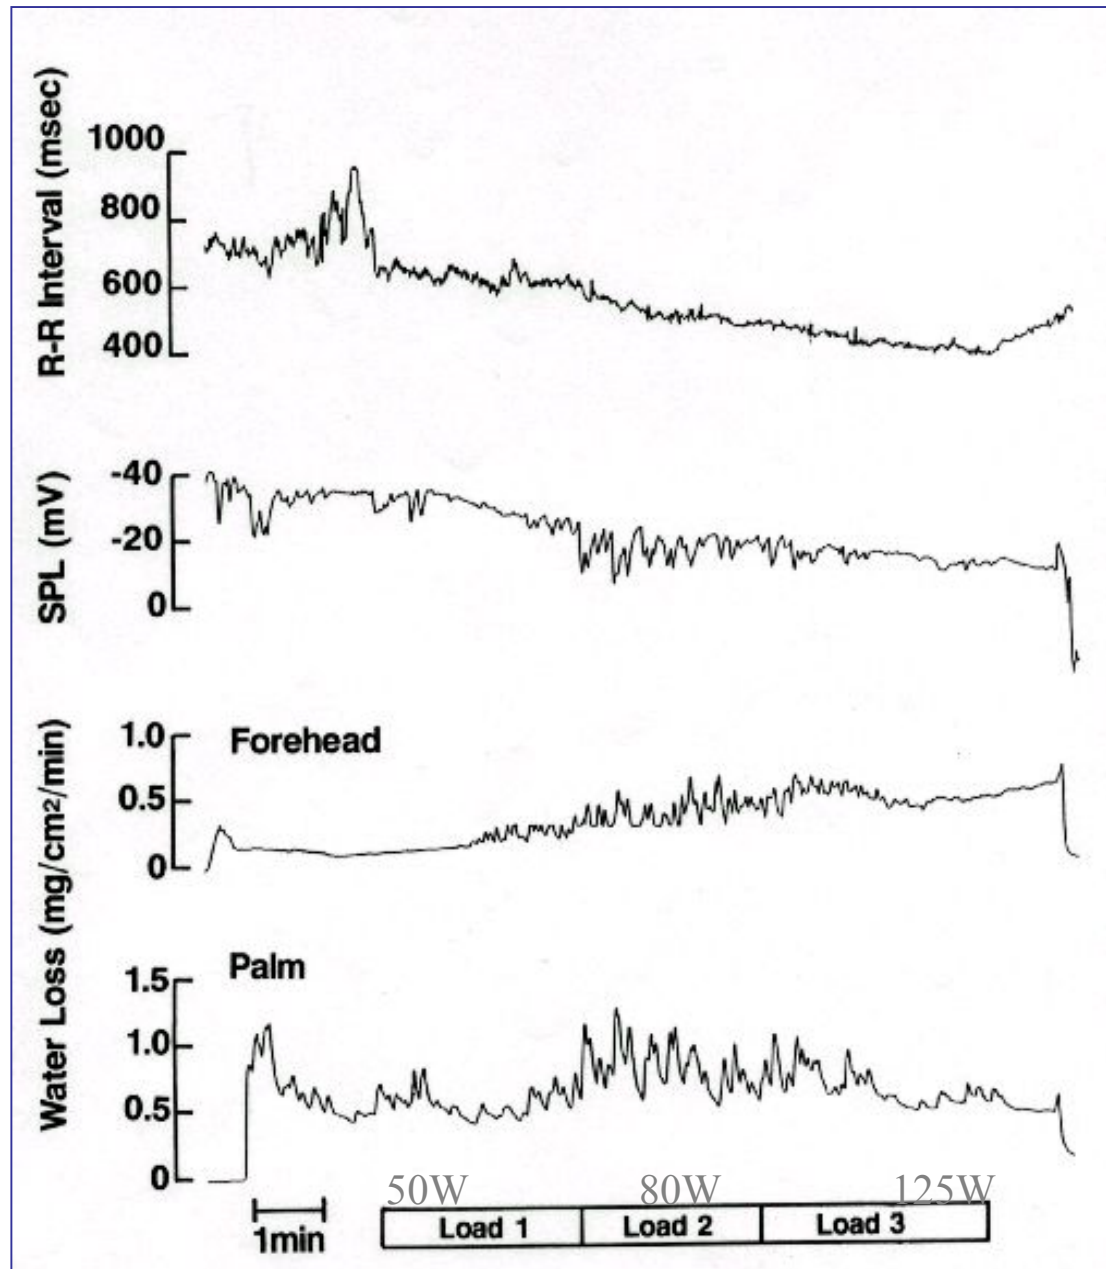 R-R Interval (msec)
1000
800
600
400
SPL (mV)
-40
-20
0
Water Loss (mg/cm2/min)
Forehead
1.0
0.5
0
Palm
1.5
1.0
0.5
0
50W 80W 125W
1min Load 1 Load 2 Load 3